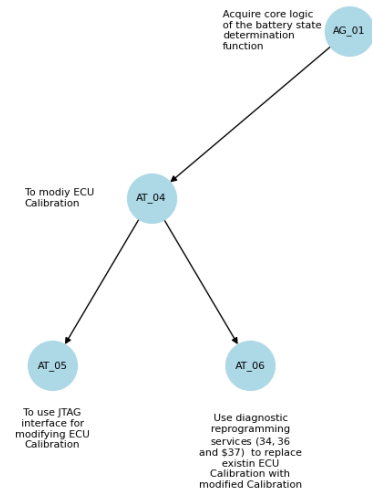 Acquire core logic
of the battery state
determination
function
AG_01
To modiy ECU
Calibration
AT_04
AT_05
AT_06
To use JTAG
interface for
modifying ECU
Calibration
Use diagnostic
reprogramming
services (34, 36
and $37) to replace
existin ECU
Calibration with
modified Calibration